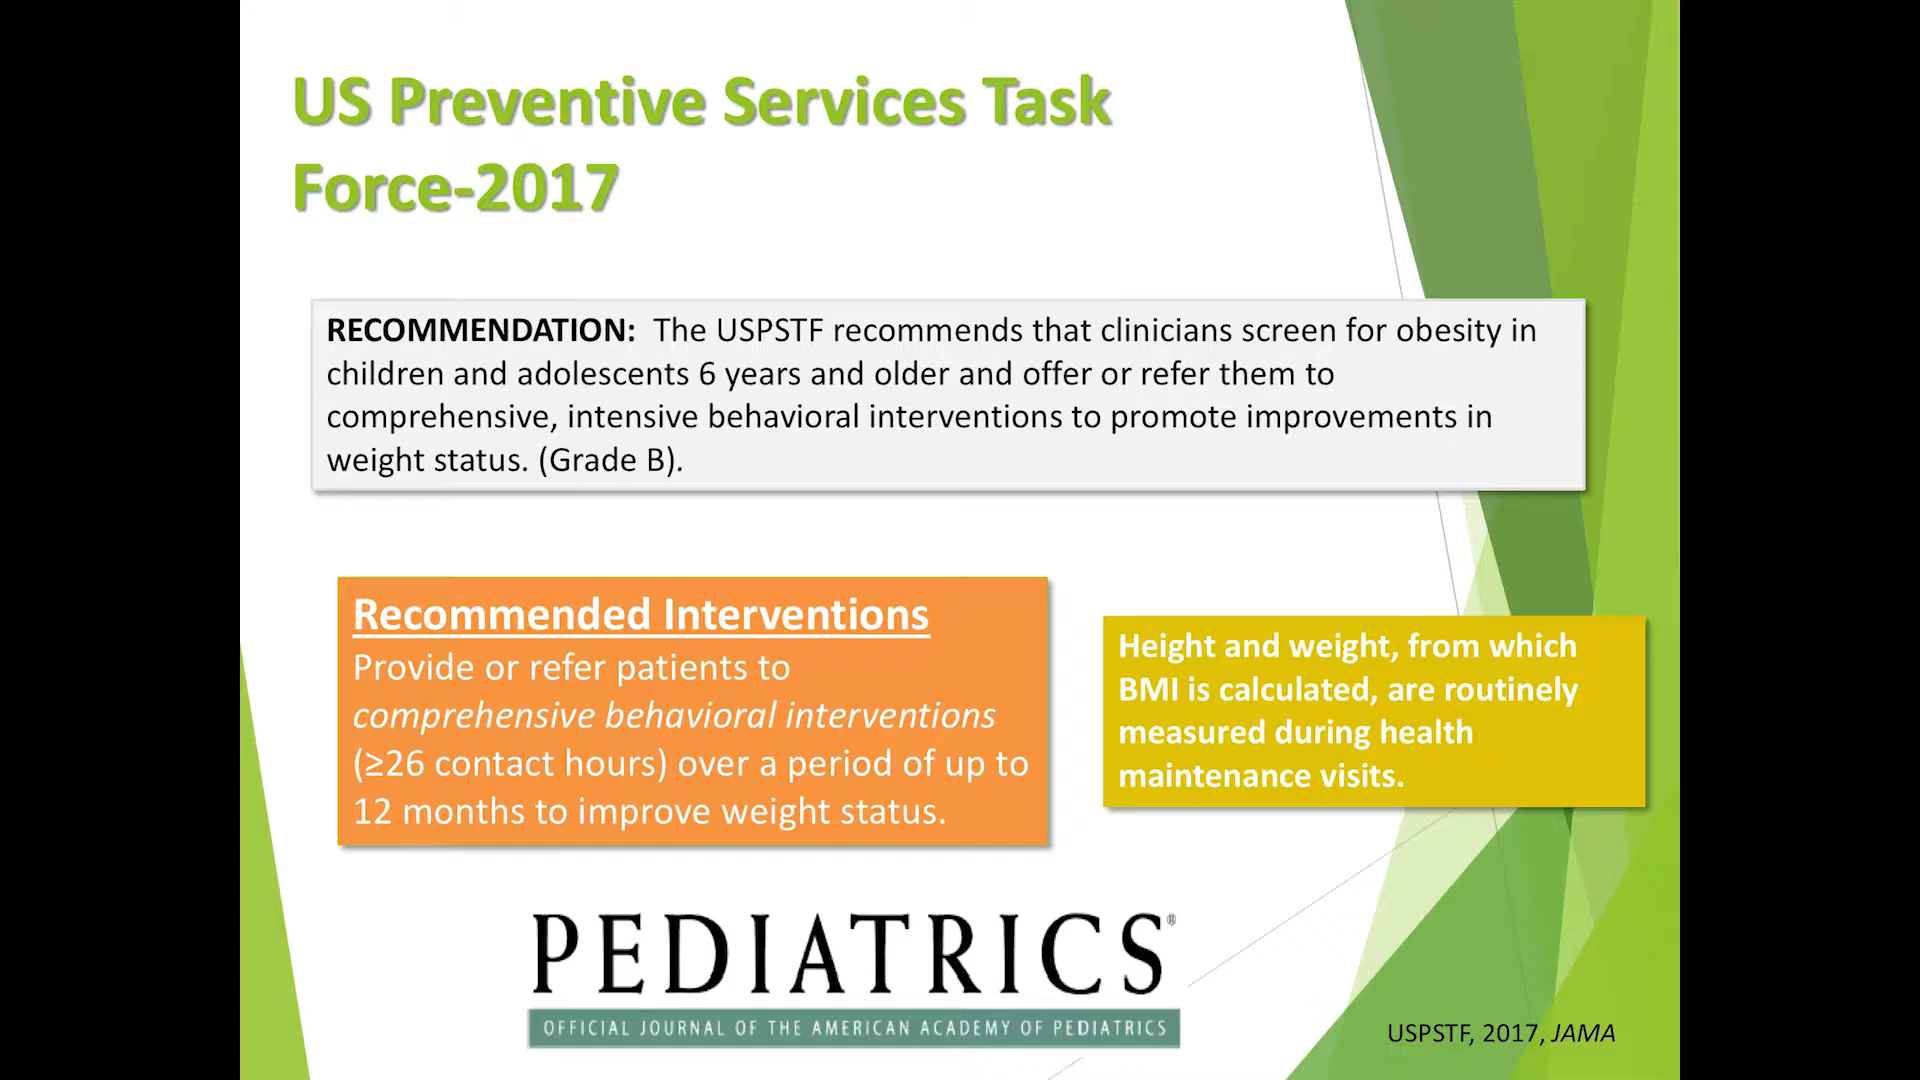 US Preventive Services Task
Force-2017
RECOMMENDATION: The USPSTF recommends that clinicians screen for obesity in
children and adolescents 6 years and older and offer or refer them to
comprehensive, intensive behavioral interventions to promote improvements in
weight status. (Grade B).
Recommended Interventions
Provide or refer patients to
comprehensive behavioral interventions
(≥26 contact hours) over a period of up to
12 months to improve weight status.
Height and weight, from which
BMI is calculated, are routinely
measured during health
maintenance visits.
PEDIATRICS®
OFFICIAL JOURNAL OF THE AMERICAN ACADEMY OF PEDIATRICS
USPSTF, 2017, JAMA